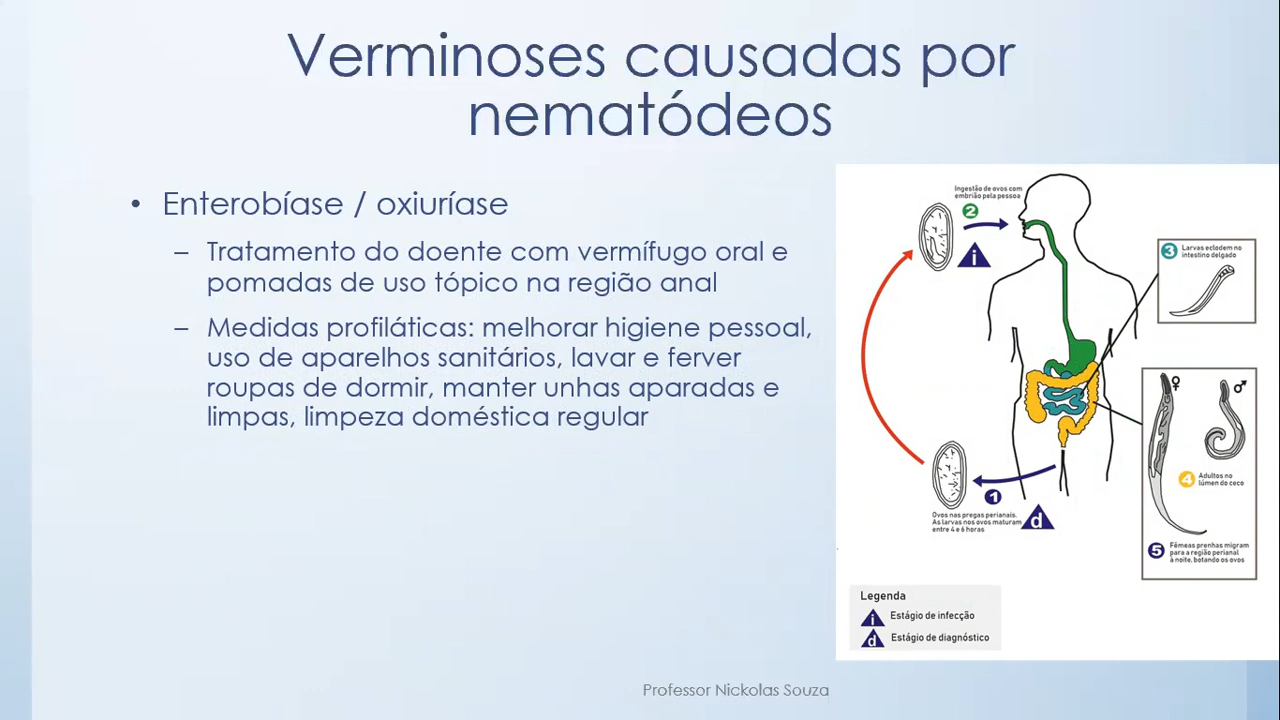 Verminoses causadas por
nematódeos
• Enterobíase / oxiuríase
– Tratamento do doente com vermífugo oral e
pomadas de uso tópico na região anal
– Medidas profiláticas: melhorar higiene pessoal,
uso de aparelhos sanitários, lavar e ferver
roupas de dormir, manter unhas aparadas e
limpas, limpeza doméstica regular
Ingestão de ovos com
embrião pela pessoa
2
i
3 Larvas eclodem no
intestino delgado
♀ ♂
4 Adultos no
lúmen do ceco
1
d
Ovos nas pregas perianais.
As larvas nos ovos maturam
entre 4 e 6 horas
5 Fêmeas prenhas migram
para a região perianal
à noite, botando os ovos
Legenda
i Estágio de infecção
d Estágio de diagnóstico
Professor Nickolas Souza